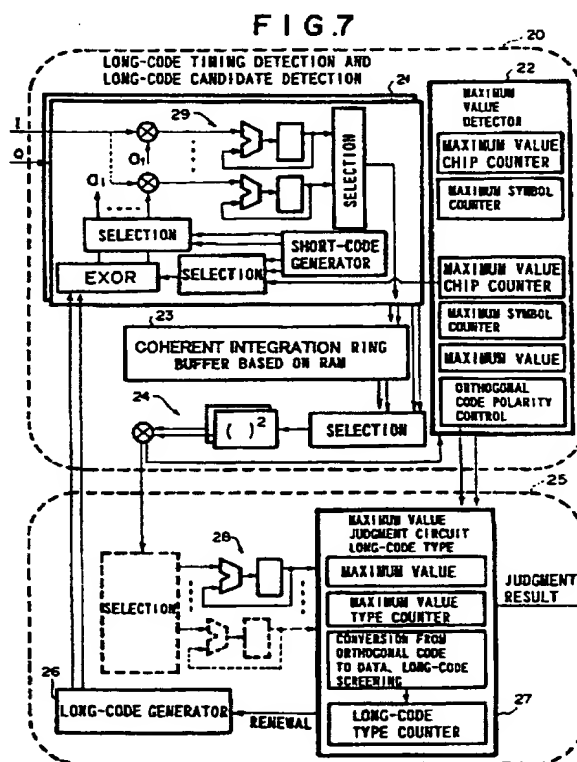 FIG.7
LONG-CODE TIMING DETECTION AND
LONG-CODE CANDIDATE DETECTION
20
21
22
I
Q
29
a1
a1
SELECTION
SELECTION
EXOR
SELECTION
SHORT-CODE
GENERATOR
MAXIMUM
VALUE
DETECTOR
MAXIMUM VALUE
CHIP COUNTER
MAXIMUM SYMBOL
COUNTER
MAXIMUM VALUE
CHIP COUNTER
MAXIMUM SYMBOL
COUNTER
MAXIMUM VALUE
ORTHOGONAL
CODE POLARITY
CONTROL
23
COHERENT INTEGRATION RING
BUFFER BASED ON RAM
24
( )2
SELECTION
25
SELECTION
28
MAXIMUM VALUE
JUDGMENT CIRCUIT
LONG-CODE TYPE
MAXIMUM VALUE
MAXIMUM VALUE
TYPE COUNTER
CONVERSION FROM
ORTHOGONAL CODE
TO DATA, LONG-CODE
SCREENING
LONG-CODE
TYPE COUNTER
JUDGMENT
RESULT
26
LONG-CODE GENERATOR
RENEWAL
27